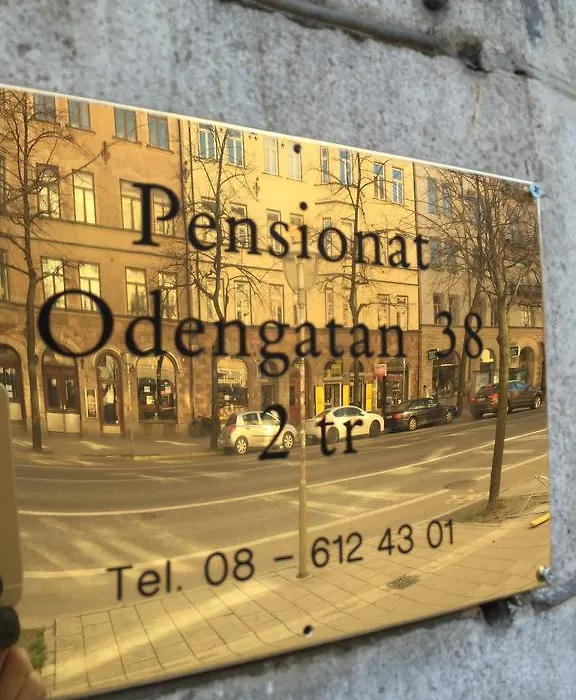 Pensionat
Odengatan 38
2 tr
Tel. 08 – 612 43 01